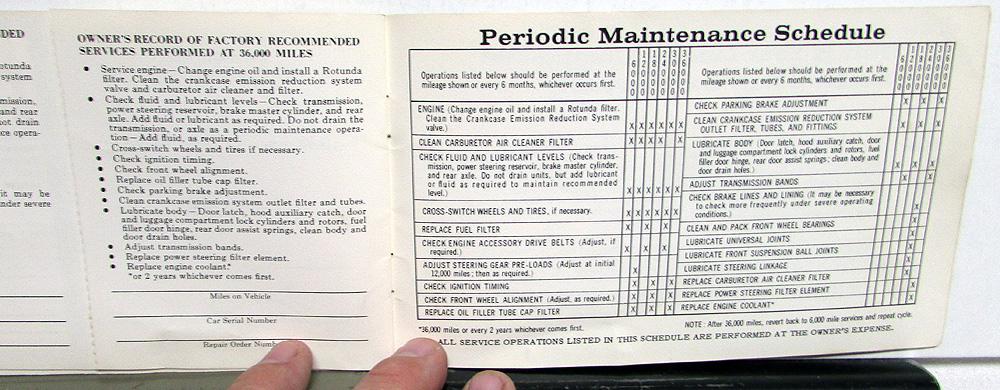 DED
otunda
system
mission,
and rear
not drain
ce opera-
it may be
nder severe
OWNER'S RECORD OF FACTORY RECOMMENDED
SERVICES PERFORMED AT 36,000 MILES
• Service engine—Change engine oil and install a Rotunda
filter. Clean the crankcase emission reduction system
valve and carburetor air cleaner and filter.
• Check fluid and lubricant levels—Check transmission,
power steering reservoir, brake master cylinder, and rear
axle. Add fluid or lubricant as required. Do not drain the
transmission, or axle as a periodic maintenance opera-
tion—Add fluid, as required.
• Cross-switch wheels and tires if necessary.
• Check ignition timing.
• Check front wheel alignment.
• Replace oil filler tube cap filter.
• Check parking brake adjustment.
• Clean crankcase emission system outlet filter and tubes.
• Lubricate body—Door latch, hood auxiliary catch, door
and luggage compartment lock cylinders and rotors, fuel
filler door hinge, rear door assist springs, clean body and
door drain holes.
• Adjust transmission bands.
• Replace power steering filter element.
• Replace engine coolant.*
*or 2 years whichever comes first.
Miles on Vehicle
Car Serial Number
Repair Order Numb
Periodic Maintenance Schedule
Operations listed below should be performed at the
mileage shown or every 6 months, whichever occurs first.
ENGINE (Change engine oil and install a Rotunda filter.
Clean the Crankcase Emission Reduction System
valve.) X X X X X X
CLEAN CARBURETOR AIR CLEANER FILTER X X X X X
CHECK FLUID AND LUBRICANT LEVELS (Check trans-
mission, power steering reservoir, brake master cylinder,
and rear axle. Do not drain units, but add lubricant
or fluid as required to maintain recommended
level.) X X X X X X
CROSS-SWITCH WHEELS AND TIRES, if necessary. X X X X X X
REPLACE FUEL FILTER X X X
CHECK ENGINE ACCESSORY DRIVE BELTS (Adjust, if
required.) X X X
ADJUST STEERING GEAR PRE-LOADS (Adjust at initial
12,000 miles; then as required.) X
CHECK IGNITION TIMING X X X
CHECK FRONT WHEEL ALIGNMENT (Adjust, as required.) X X X
REPLACE OIL FILLER TUBE CAP FILTER X X X
*36,000 miles or every 2 years whichever comes first.
Operations listed below should be performed at the
mileage shown or every 6 months, whichever occurs first.
CHECK PARKING BRAKE ADJUSTMENT X X X
CLEAN CRANKCASE EMISSION REDUCTION SYSTEM
OUTLET FILTER, TUBES, AND FITTINGS X X X
LUBRICATE BODY (Door latch, hood auxiliary catch, door
and luggage compartment lock cylinders and rotors, fuel
filler door hinge, rear door assist springs; clean body and
door drain holes.) X X X
ADJUST TRANSMISSION BANDS X X X
CHECK BRAKE LINES AND LINING (It may be necessary
to check more frequently under severe operating
conditions.) X
CLEAN AND PACK FRONT WHEEL BEARINGS X
LUBRICATE UNIVERSAL JOINTS X
LUBRICATE FRONT SUSPENSION BALL JOINTS X
LUBRICATE STEERING LINKAGE X
REPLACE CARBURETOR AIR CLEANER FILTER X
REPLACE POWER STEERING FILTER ELEMENT X
REPLACE ENGINE COOLANT* X
NOTE: After 36,000 miles, revert back to 6,000 mile services and repeat cycle.
ALL SERVICE OPERATIONS LISTED IN THIS SCHEDULE ARE PERFORMED AT THE OWNER'S EXPENSE.